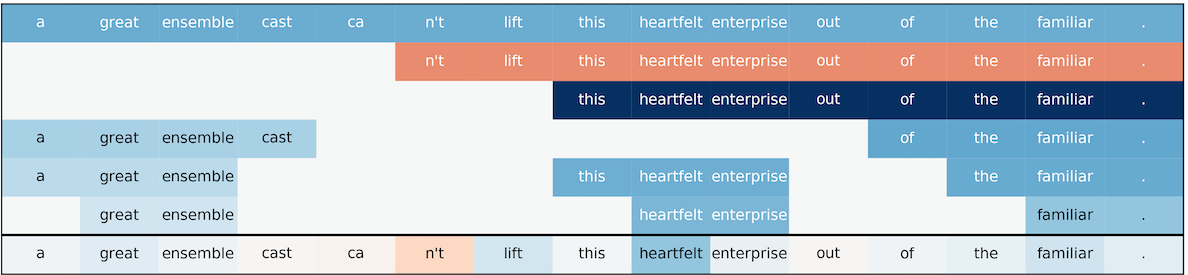 a great ensemble cast ca n't lift this heartfelt enterprise out of the familiar .
n't lift this heartfelt enterprise out of the familiar .
this heartfelt enterprise out of the familiar .
a great ensemble cast of the familiar .
a great ensemble this heartfelt enterprise the familiar .
great ensemble heartfelt enterprise familiar .
a great ensemble cast ca n't lift this heartfelt enterprise out of the familiar .